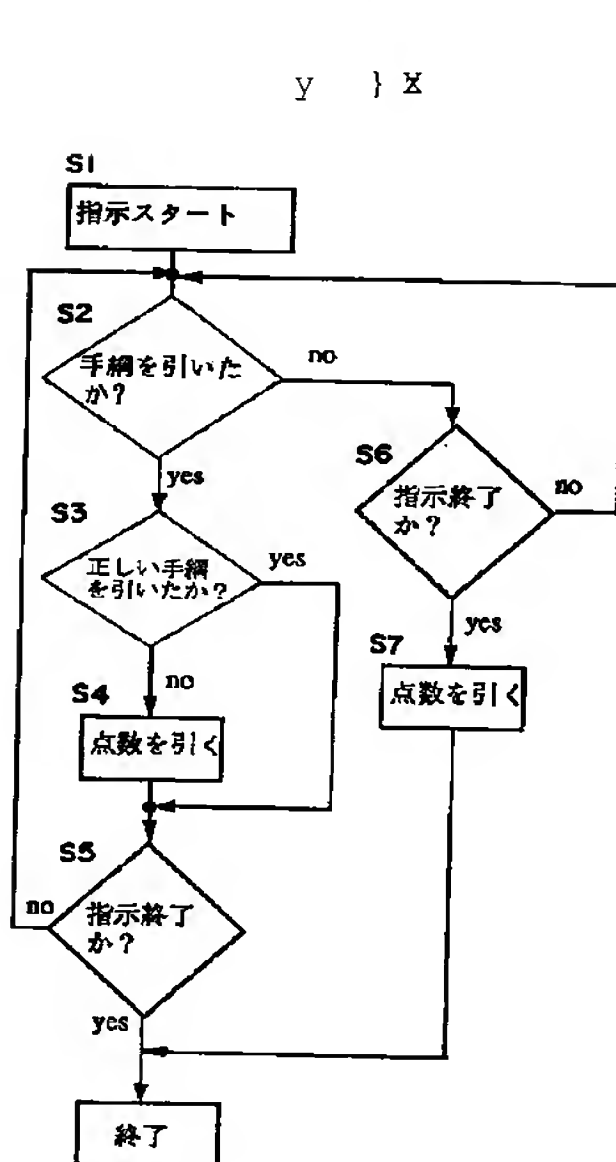 y } X
S1
指示スタート
S2
手綱を引いた
か?
no
yes
S6
指示終了
か?
no
S3
正しい手綱
を引いたか?
yes
yes
S7
点数を引く
no
S4
点数を引く
S5
指示終了
か?
no
yes
終了